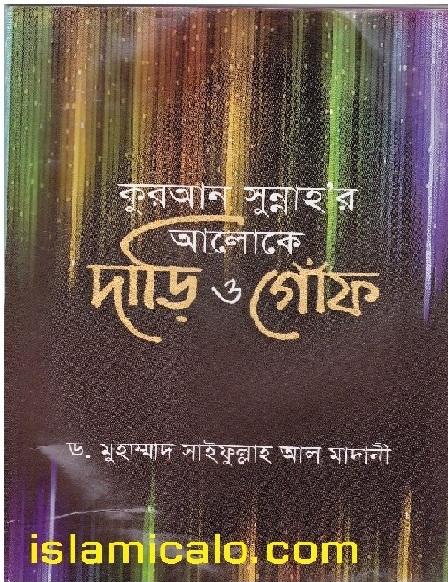 কুরআন সুন্নাহ'র
আলোকে
দাড়ি ও গোঁফ
ড. মুহাম্মাদ সাইফুল্লাহ আল মাদানী
islamicalo.com